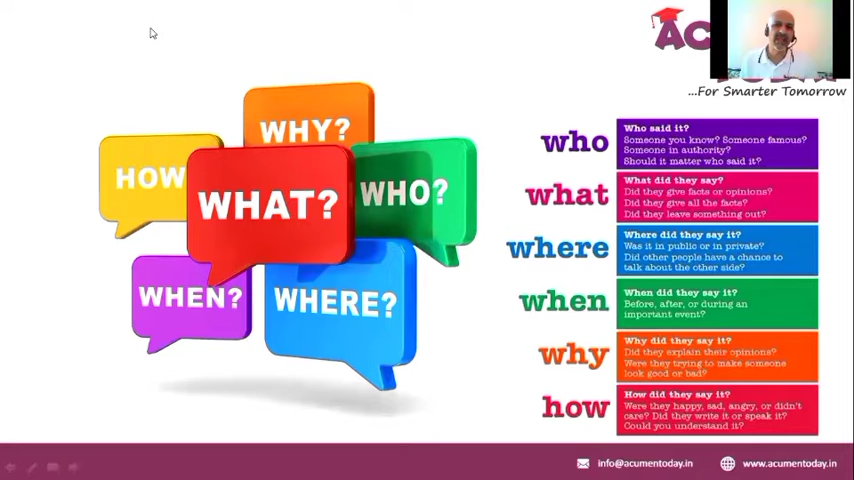 AC
...For Smarter Tomorrow
WHY?
HOW
WHAT?
WHO?
WHEN?
WHERE?
who
Who said it?
Someone you know? Someone famous?
Someone in authority?
Should it matter who said it?
what
What did they say?
Did they give facts or opinions?
Did they give all the facts?
Did they leave something out?
where
Where did they say it?
Was it in public or in private?
Did other people have a chance to
talk about the other side?
when
When did they say it?
Before, after, or during an
important event?
why
Why did they say it?
Did they explain their opinions?
Were they trying to make someone
look good or bad?
how
How did they say it?
Were they happy, sad, angry, or didn't
care? Did they write it or speak it?
Could you understand it?
info@acumentoday.in
www.acumentoday.in